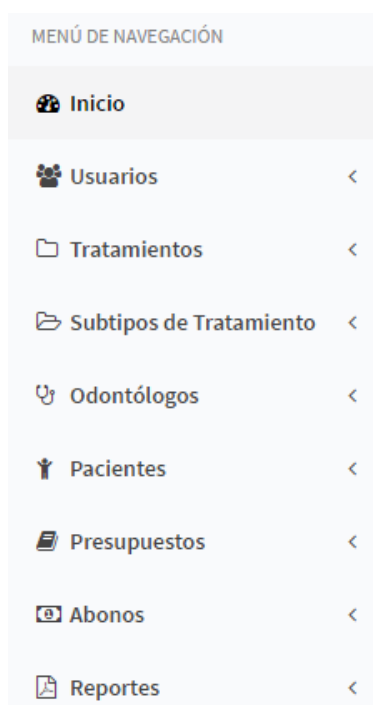 MENÚ DE NAVEGACIÓN
Inicio
Usuarios
Tratamientos
Subtipos de Tratamiento
Odontólogos
Pacientes
Presupuestos
Abonos
Reportes